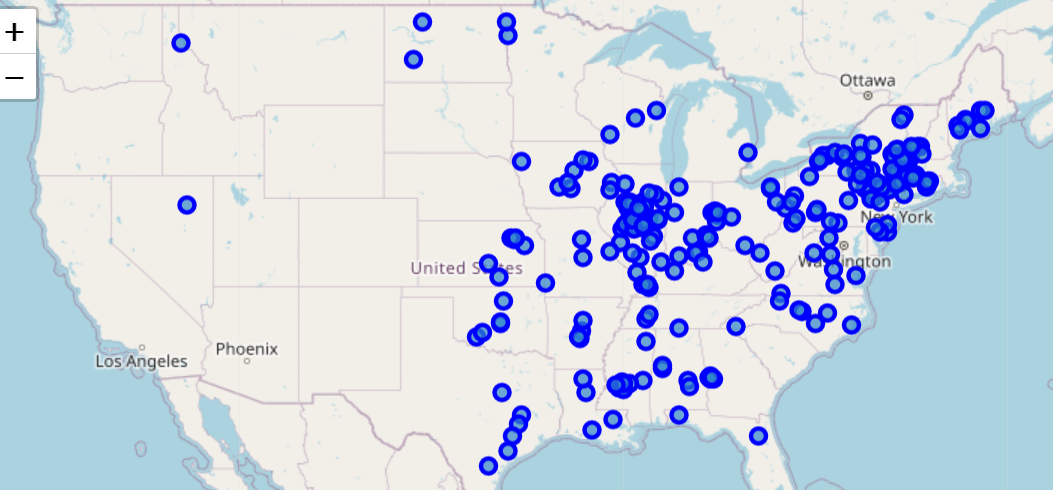 +
−
Ottawa
New York
Washington
United States
Los Angeles
Phoenix